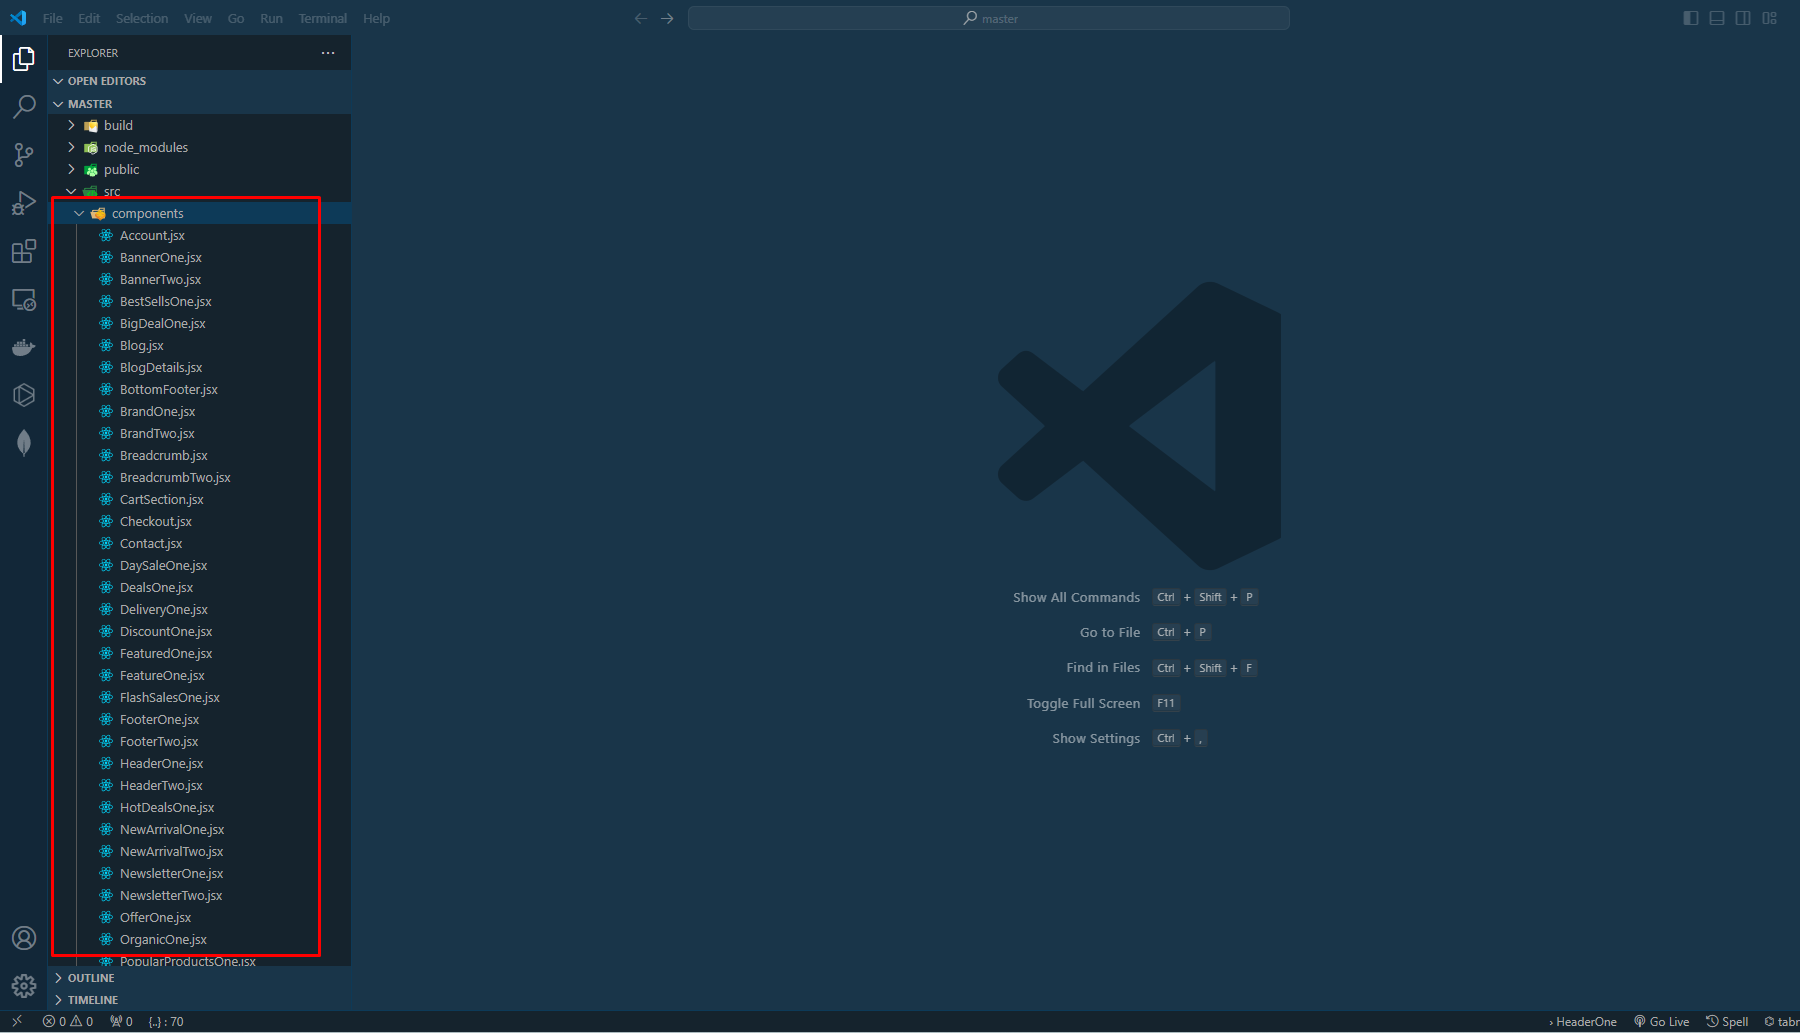 File Edit Selection View Go Run Terminal Help
master
EXPLORER ···
OPEN EDITORS
MASTER
build
node_modules
public
src
components
Account.jsx
BannerOne.jsx
BannerTwo.jsx
BestSellsOne.jsx
BigDealOne.jsx
Blog.jsx
BlogDetails.jsx
BottomFooter.jsx
BrandOne.jsx
BrandTwo.jsx
Breadcrumb.jsx
BreadcrumbTwo.jsx
CartSection.jsx
Checkout.jsx
Contact.jsx
DaySaleOne.jsx
DealsOne.jsx
DeliveryOne.jsx
DiscountOne.jsx
FeaturedOne.jsx
FeatureOne.jsx
FlashSalesOne.jsx
FooterOne.jsx
FooterTwo.jsx
HeaderOne.jsx
HeaderTwo.jsx
HotDealsOne.jsx
NewArrivalOne.jsx
NewArrivalTwo.jsx
NewsletterOne.jsx
NewsletterTwo.jsx
OfferOne.jsx
OrganicOne.jsx
PopularProductsOne.jsx
OUTLINE
TIMELINE
Show All Commands Ctrl + Shift + P
Go to File Ctrl + P
Find in Files Ctrl + Shift + F
Toggle Full Screen F11
Show Settings Ctrl + ,
0 0 0 {..} : 70 › HeaderOne Go Live Spell tabr